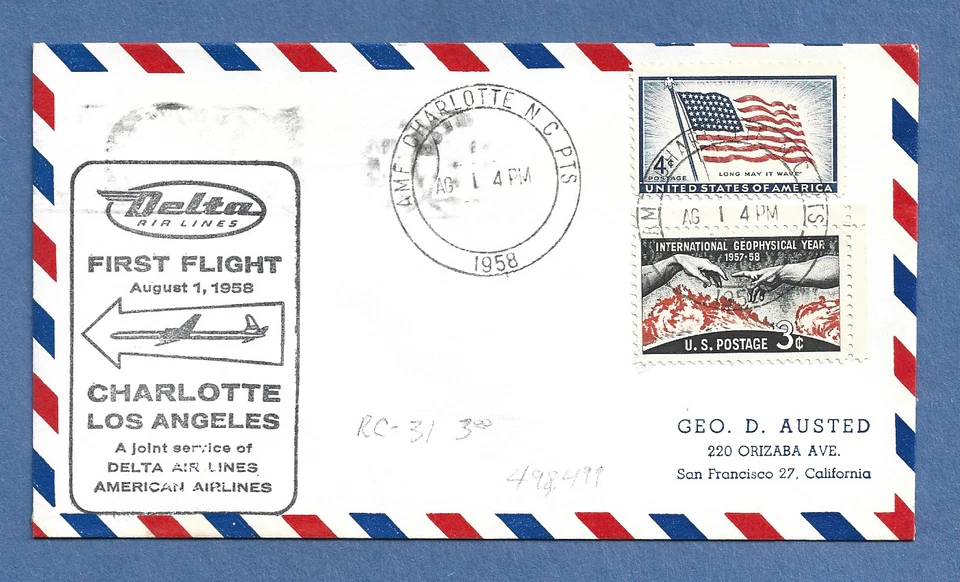 Delta
AIR LINES
FIRST FLIGHT
August 1, 1958
CHARLOTTE
LOS ANGELES
A joint service of
DELTA AIR LINES
AMERICAN AIRLINES
AMF CHARLOTTE N C PTS
AG 1 4 PM
1958
4¢
POSTAGE
LONG MAY IT WAVE
UNITED STATES OF AMERICA
AG 1 4 PM
INTERNATIONAL GEOPHYSICAL YEAR
1957-58
U.S. POSTAGE 3¢
RC-31 3⁰⁰
498499
GEO. D. AUSTED
220 ORIZABA AVE.
San Francisco 27, California